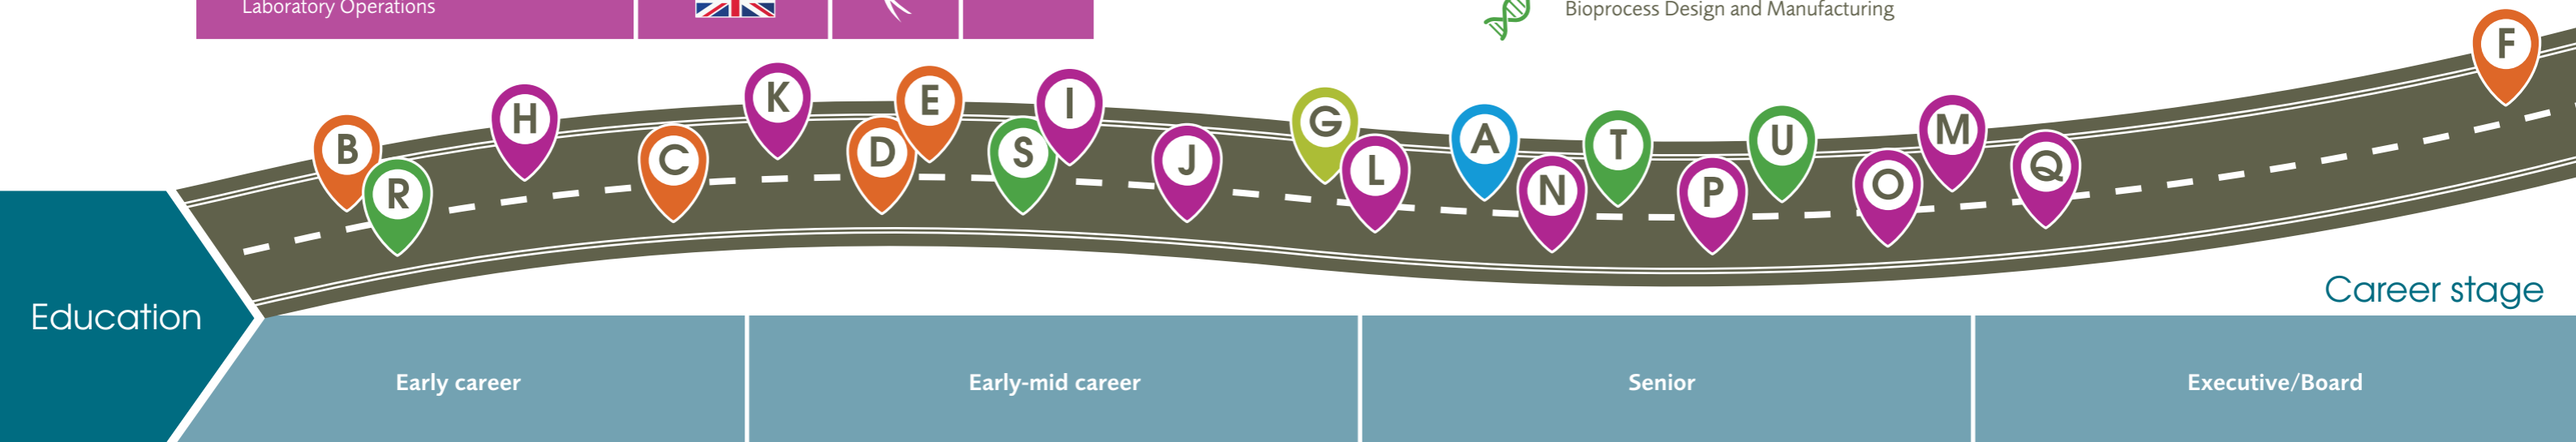 Laboratory Operations
Bioprocess Design and Manufacturing
F
B
R
H
C
K
D
E
S
I
J
G
L
A
N
T
P
U
O
M
Q
Education
Career stage
Early career
Early-mid career
Senior
Executive/Board